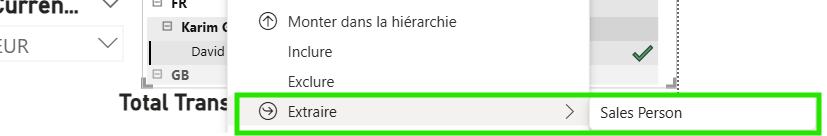 Curren...
FR
Monter dans la hiérarchie
Karim
EUR
David
Inclure
GB
Exclure
Total Trans
Extraire
Sales Person